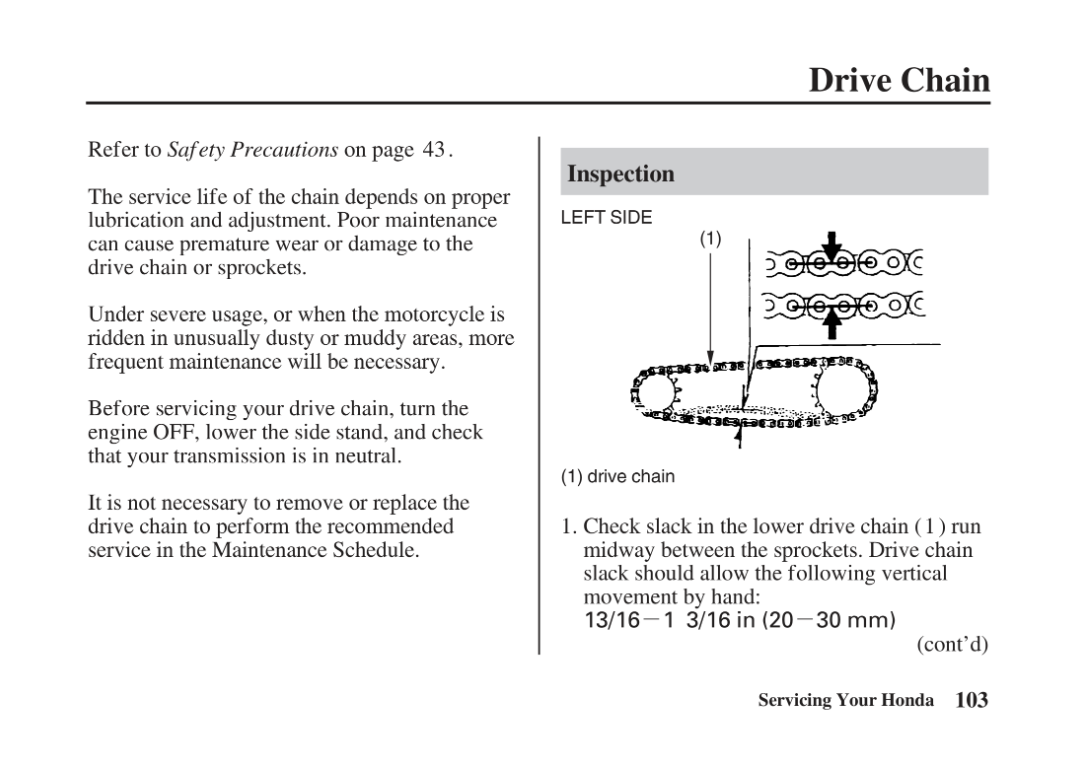 Drive Chain
Refer to Safety Precautions on page 43.
The service life of the chain depends on proper
lubrication and adjustment. Poor maintenance
can cause premature wear or damage to the
drive chain or sprockets.
Under severe usage, or when the motorcycle is
ridden in unusually dusty or muddy areas, more
frequent maintenance will be necessary.
Before servicing your drive chain, turn the
engine OFF, lower the side stand, and check
that your transmission is in neutral.
It is not necessary to remove or replace the
drive chain to perform the recommended
service in the Maintenance Schedule.
Inspection
LEFT SIDE
(1)
(1) drive chain
1. Check slack in the lower drive chain (1) run
midway between the sprockets. Drive chain
slack should allow the following vertical
movement by hand:
13/16－1 3/16 in (20－30 mm)
(cont'd)
Servicing Your Honda 103